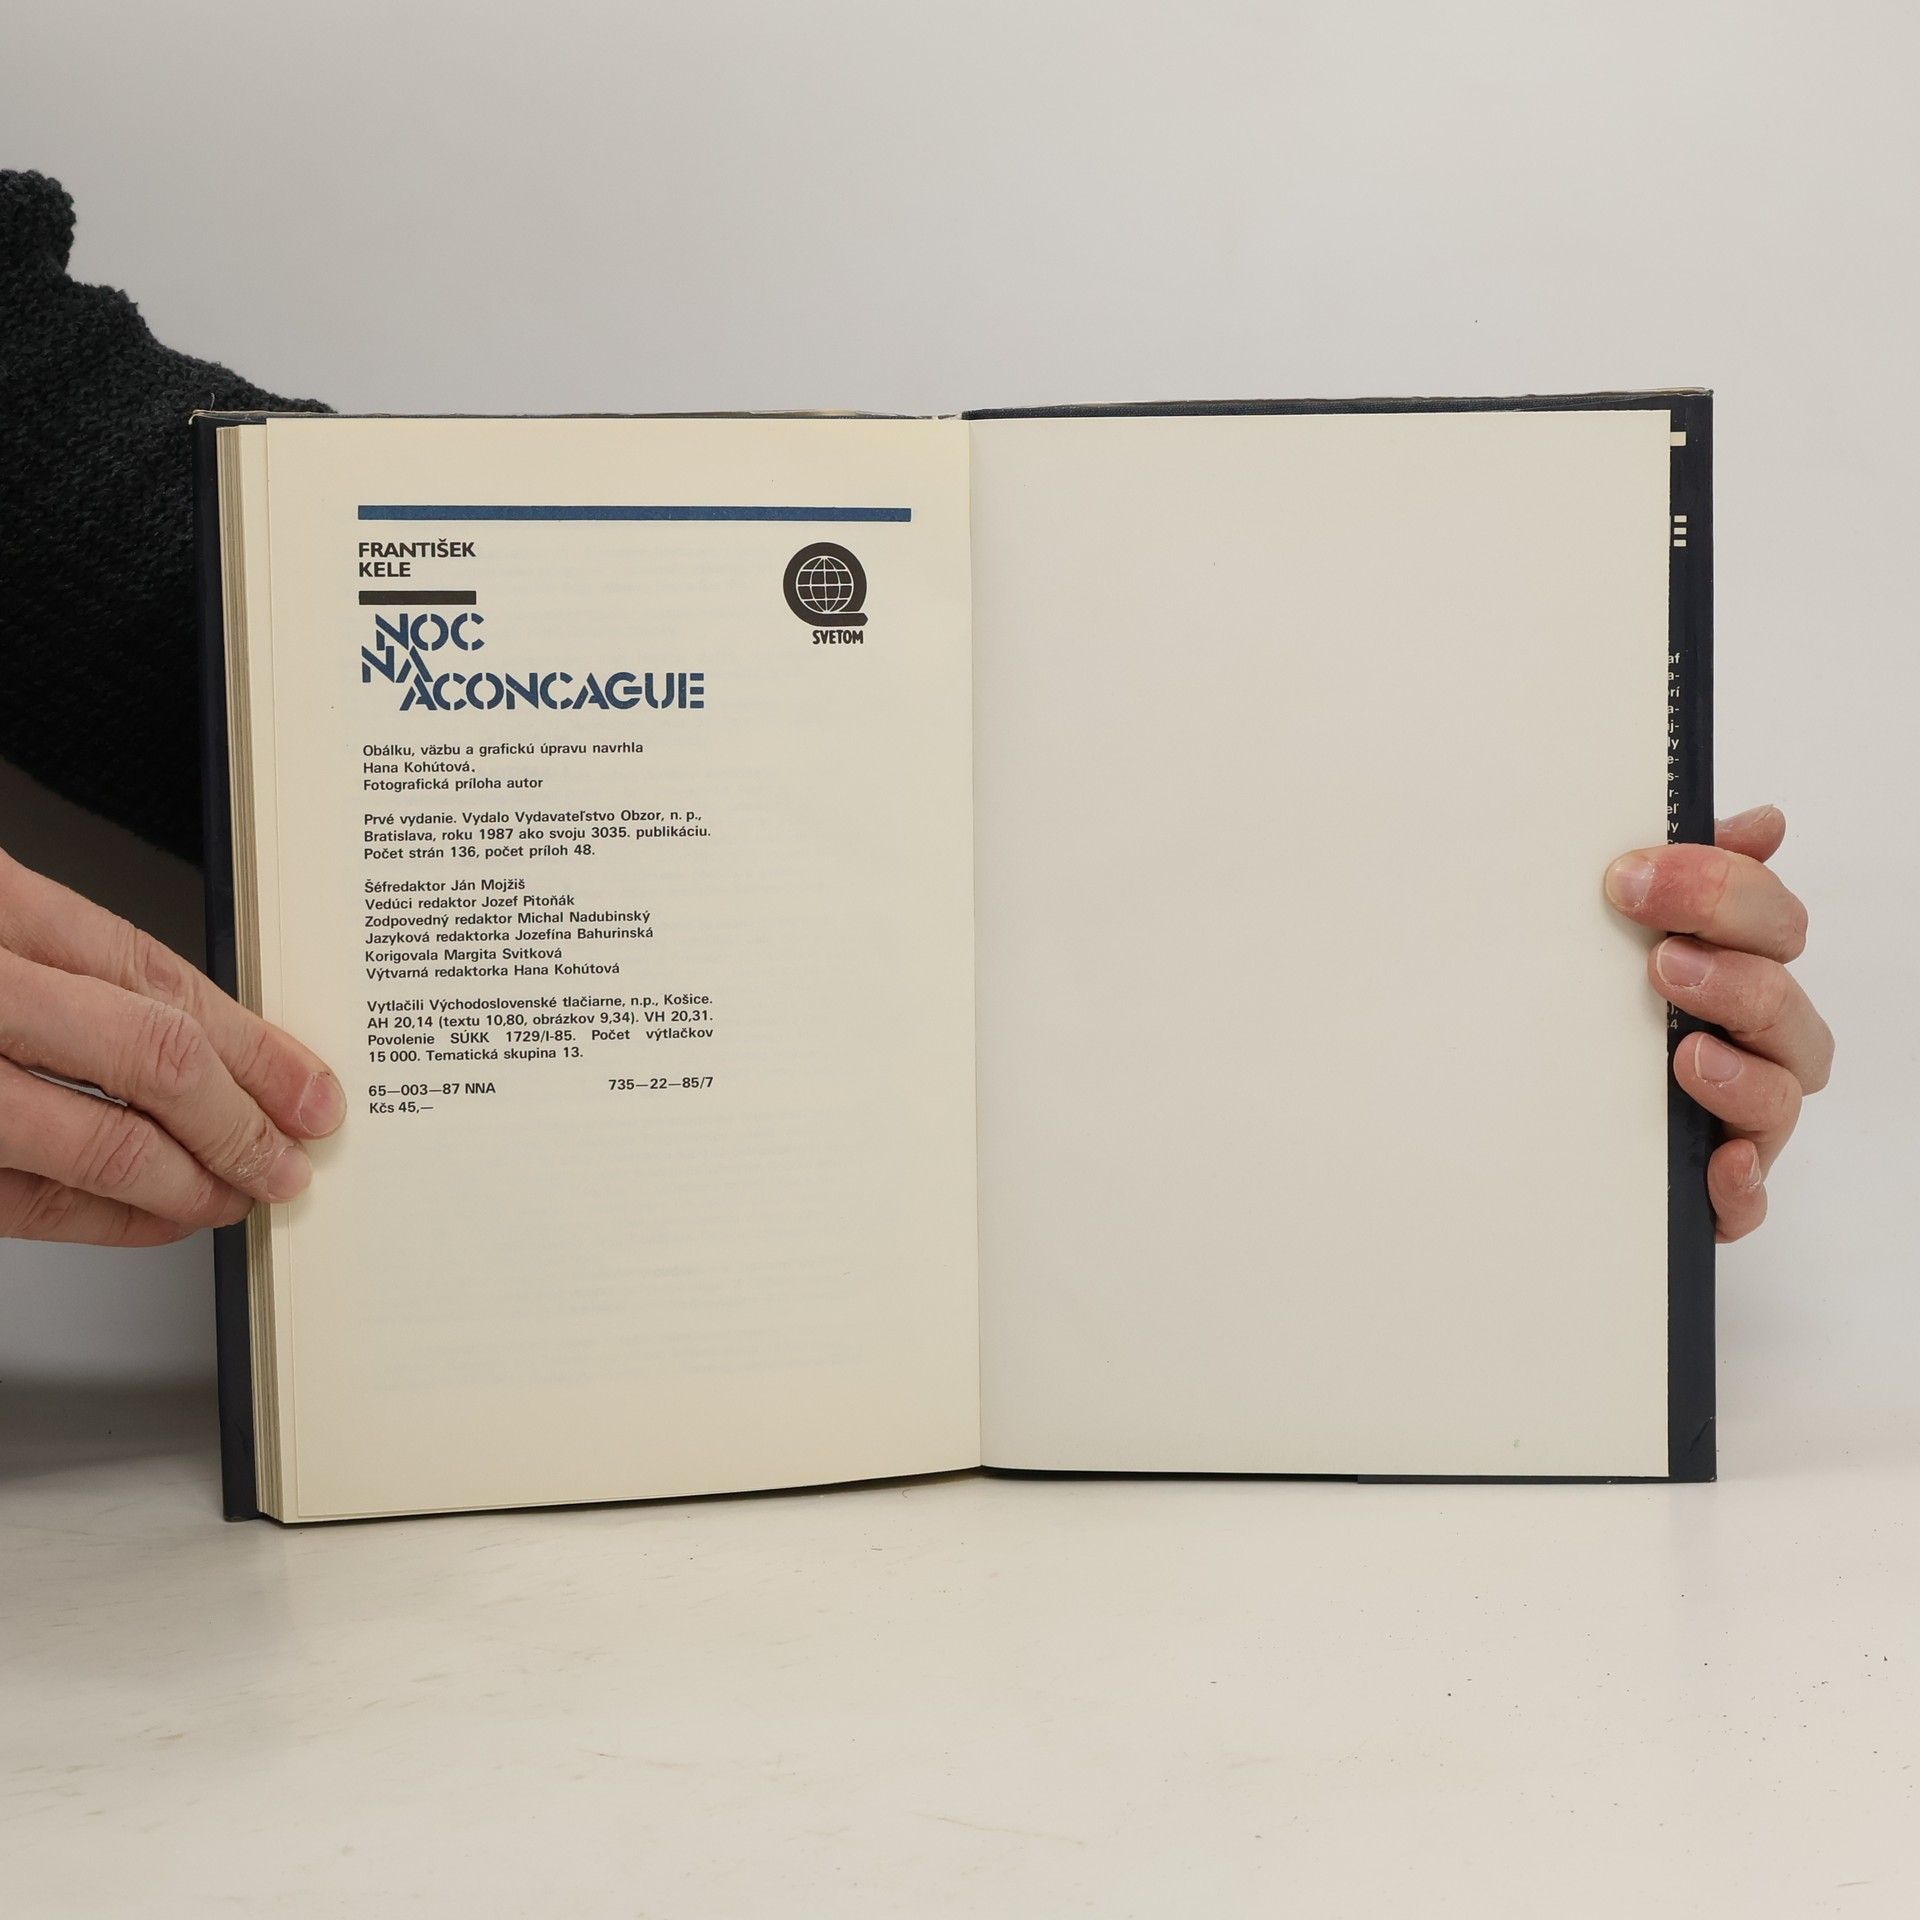 FRANTIŠEK
KELE
NOC
NA
ACONCAGUE
SVETOM
Obálku, väzbu a grafickú úpravu navrhla
Hana Kohútová.
Fotografická príloha autor
Prvé vydanie. Vydalo Vydavateľstvo Obzor, n. p.,
Bratislava, roku 1987 ako svoju 3035. publikáciu.
Počet strán 136, počet príloh 48.
Šéfredaktor Ján Mojžiš
Vedúci redaktor Jozef Pitoňák
Zodpovedný redaktor Michal Nadubinský
Jazyková redaktorka Jozefína Bahurinská
Korigovala Margita Svitková
Výtvarná redaktorka Hana Kohútová
Vytlačili Východoslovenské tlačiarne, n.p., Košice.
AH 20,14 (textu 10,80, obrázkov 9,34). VH 20,31.
Povolenie SÚKK 1729/I-85. Počet výtlačkov
15 000. Tematická skupina 13.
65—003—87 NNA 735—22—85/7
Kčs 45,—